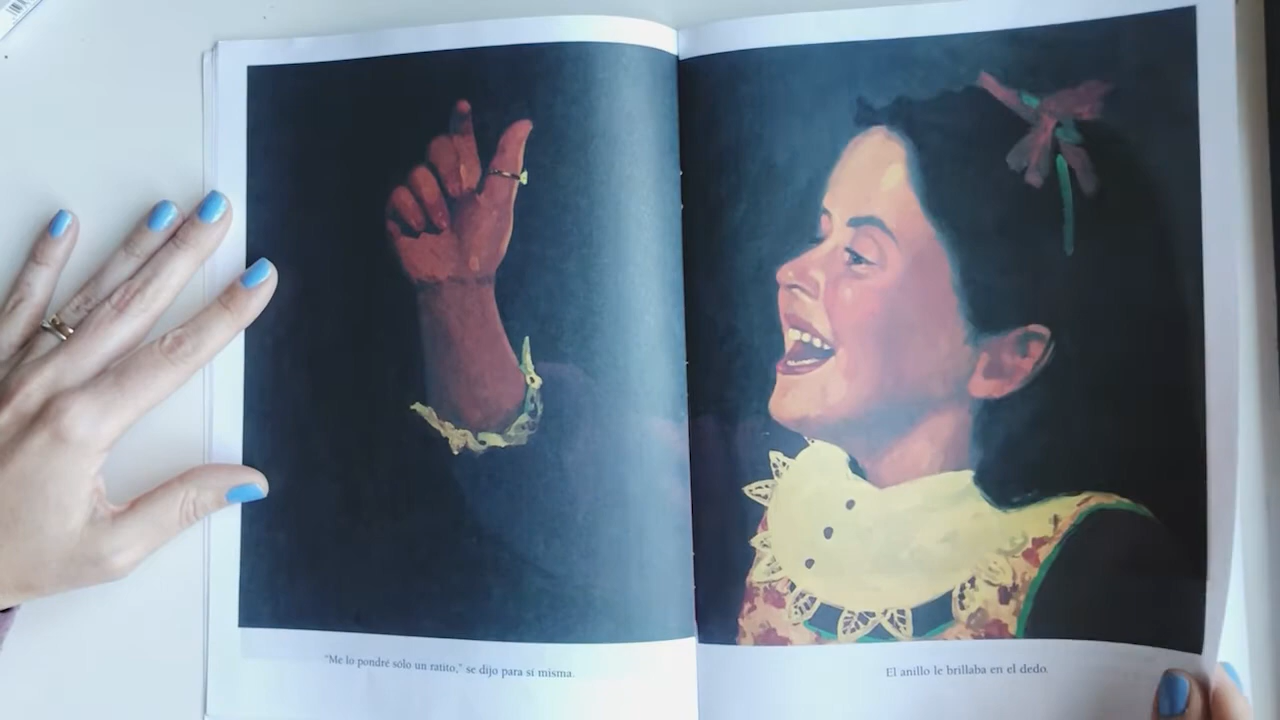 "Me lo pondré sólo un ratito," se dijo para sí misma.
El anillo le brillaba en el dedo.